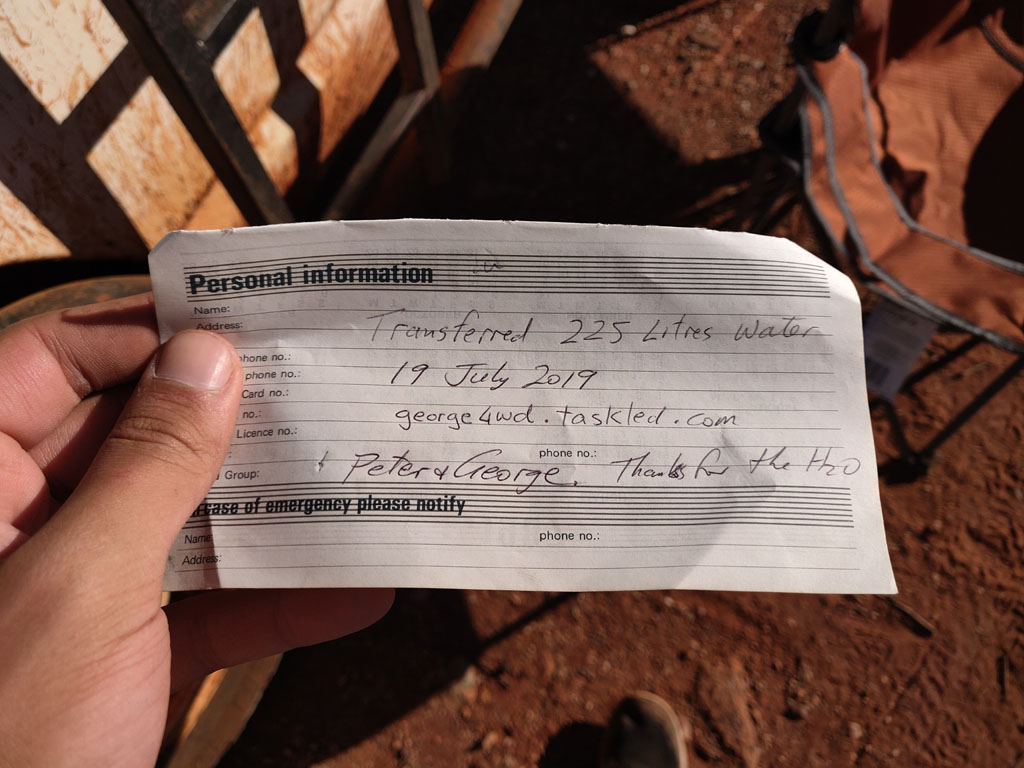 Personal information
Name:
Address:
Transferred 225 Litres Water
phone no.:
phone no.:
19 July 2019
Card no.:
no.:
george4wd.taskled.com
Licence no.:
phone no.:
Group:
Peter & George. Thanks for the H2O
case of emergency please notify
Name
phone no.:
Address: